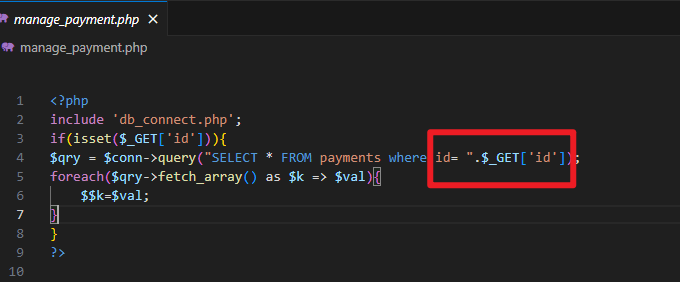 manage_payment.php ×
manage_payment.php
1 <?php
2 include 'db_connect.php';
3 if(isset($_GET['id'])){
4 $qry = $conn->query("SELECT * FROM payments where id= ".$_GET['id']);
5 foreach($qry->fetch_array() as $k => $val){
6 $$k=$val;
7 }
8 }
9 ?>
10